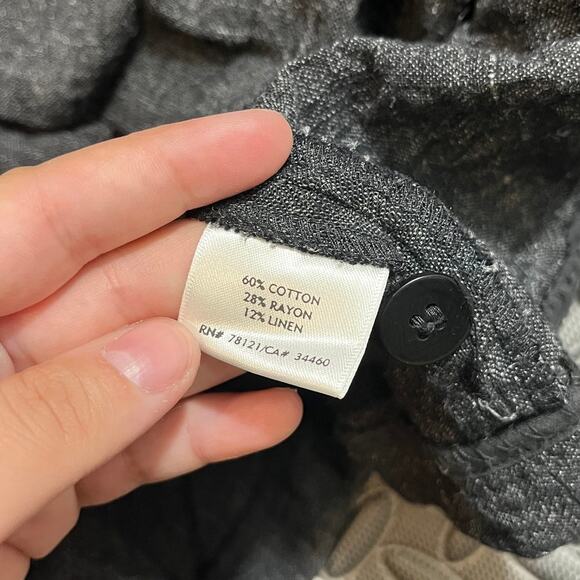 60% COTTON
28% RAYON
12% LINEN
RN# 78121/CA# 34460